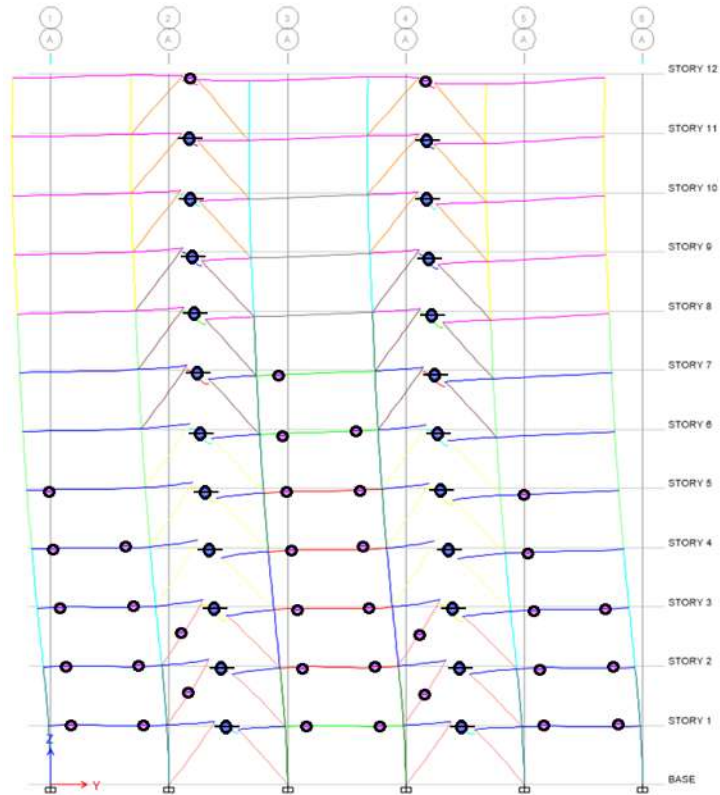 1 2 3 4 5 6
A A A A A A
STORY 12
STORY 11
STORY 10
STORY 9
STORY 8
STORY 7
STORY 6
STORY 5
STORY 4
STORY 3
STORY 2
STORY 1
Z
Y
BASE